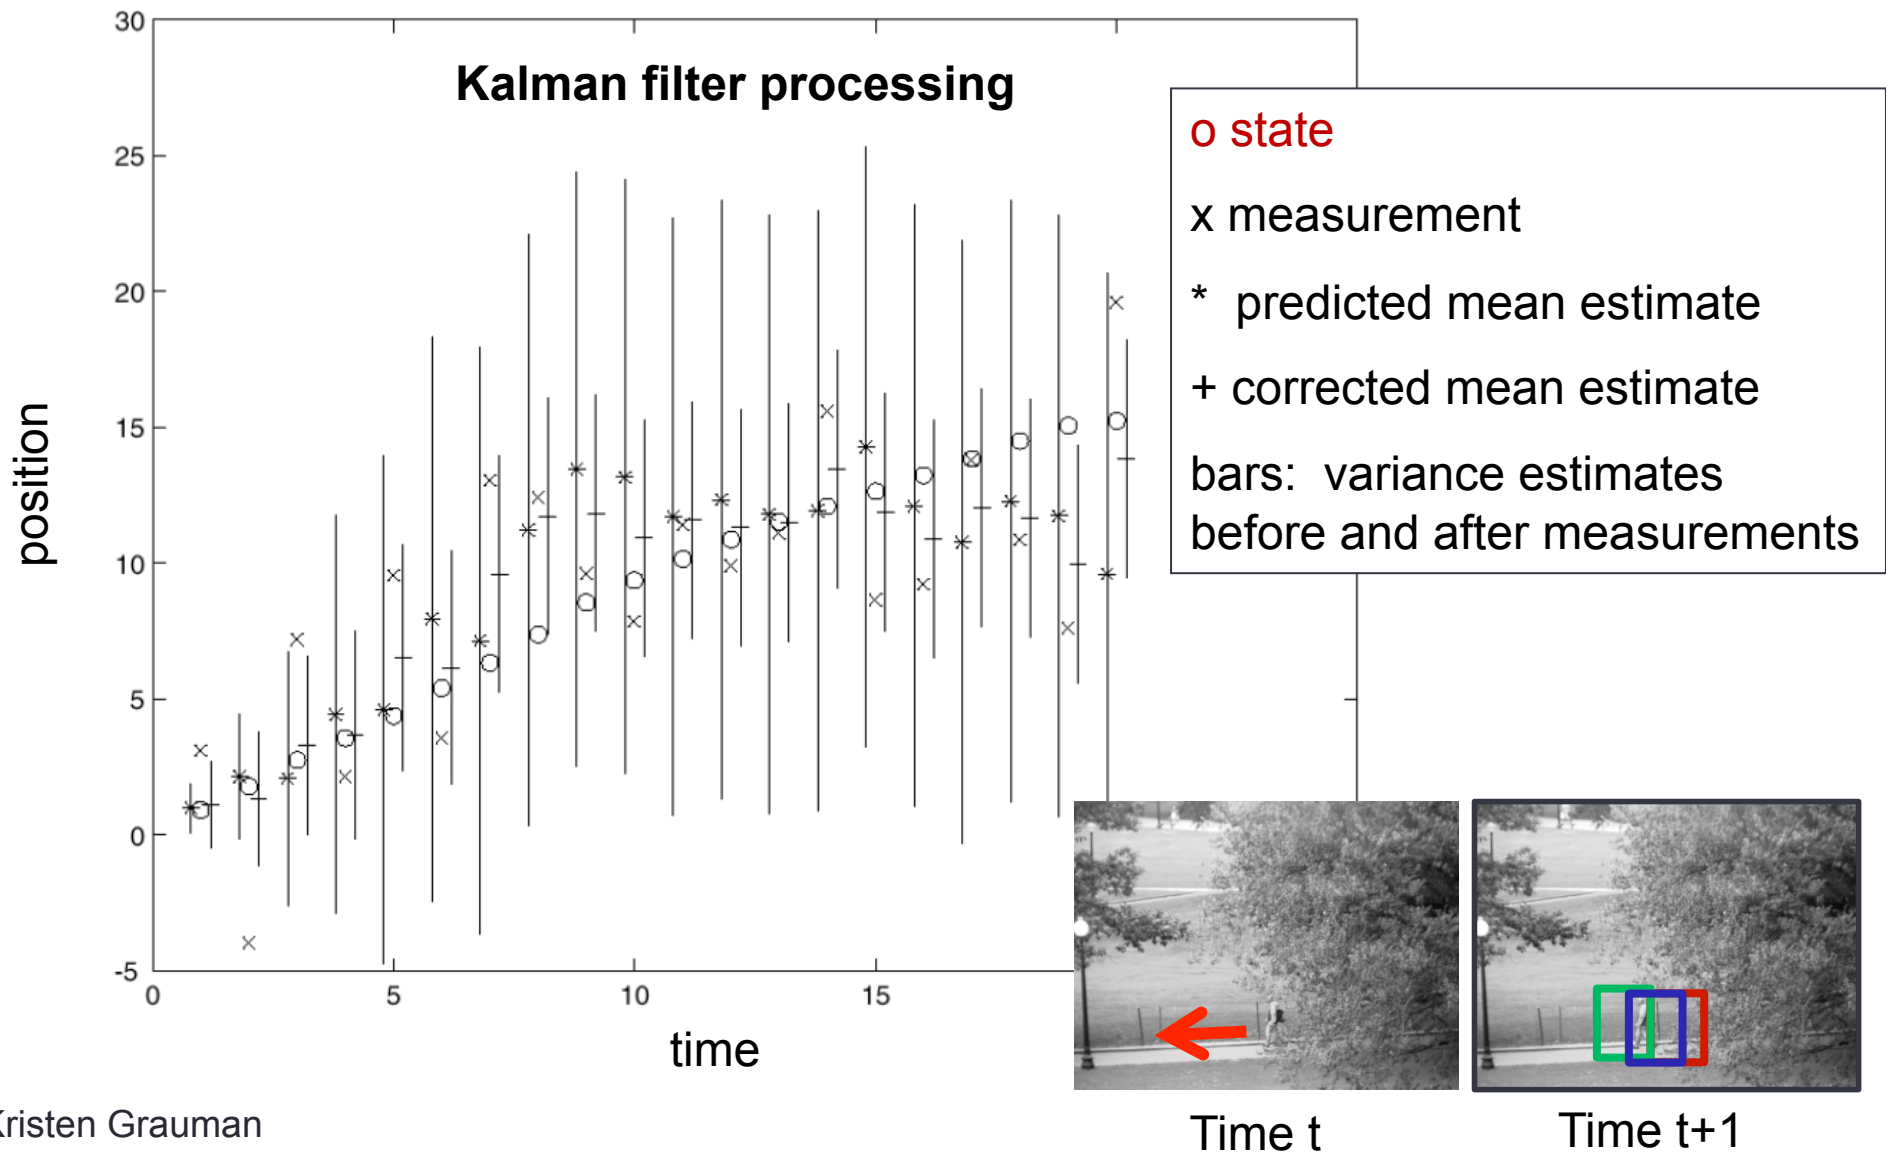 Kalman filter processing
30
25
20
15
10
5
0
-5
0
5
10
15
position
time
o state
x measurement
* predicted mean estimate
+ corrected mean estimate
bars: variance estimates
before and after measurements
Time t
Time t+1
Kristen Grauman